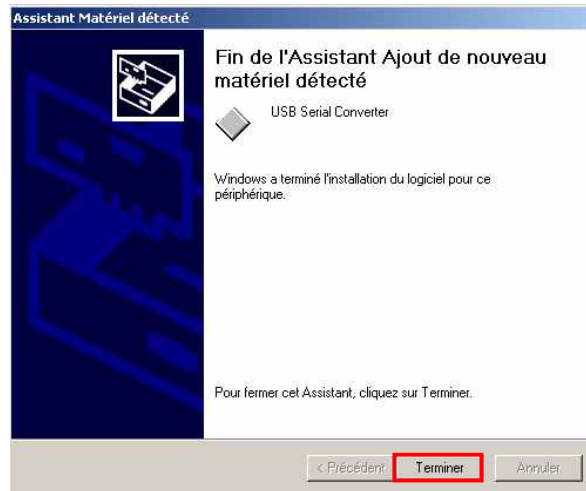 Assistant Matériel détecté
Fin de l'Assistant Ajout de nouveau
matériel détecté
USB Serial Converter
Windows a terminé l'installation du logiciel pour ce
périphérique.
Pour fermer cet Assistant, cliquez sur Terminer.
< Précédent
Terminer
Annuler